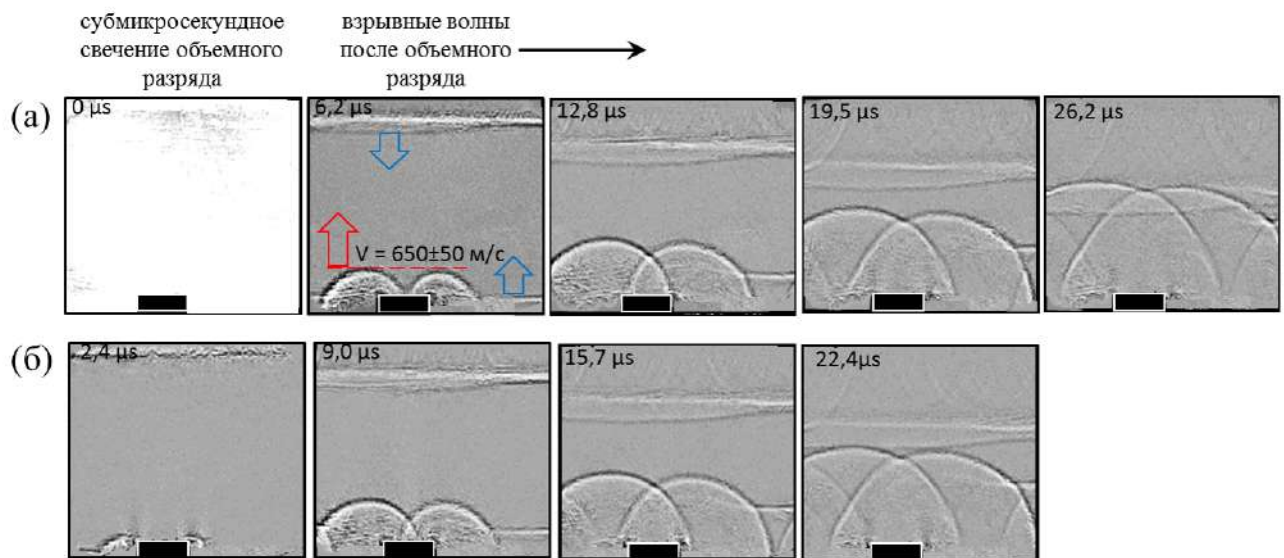 субмикросекундное
свечение объемного
разряда
взрывные волны
после объемного
разряда
(а)
0 µs
6,2 µs
12,8 µs
19,5 µs
26,2 µs
V = 650±50 м/с
(б)
2,4 µs
9,0 µs
15,7 µs
22,4µs